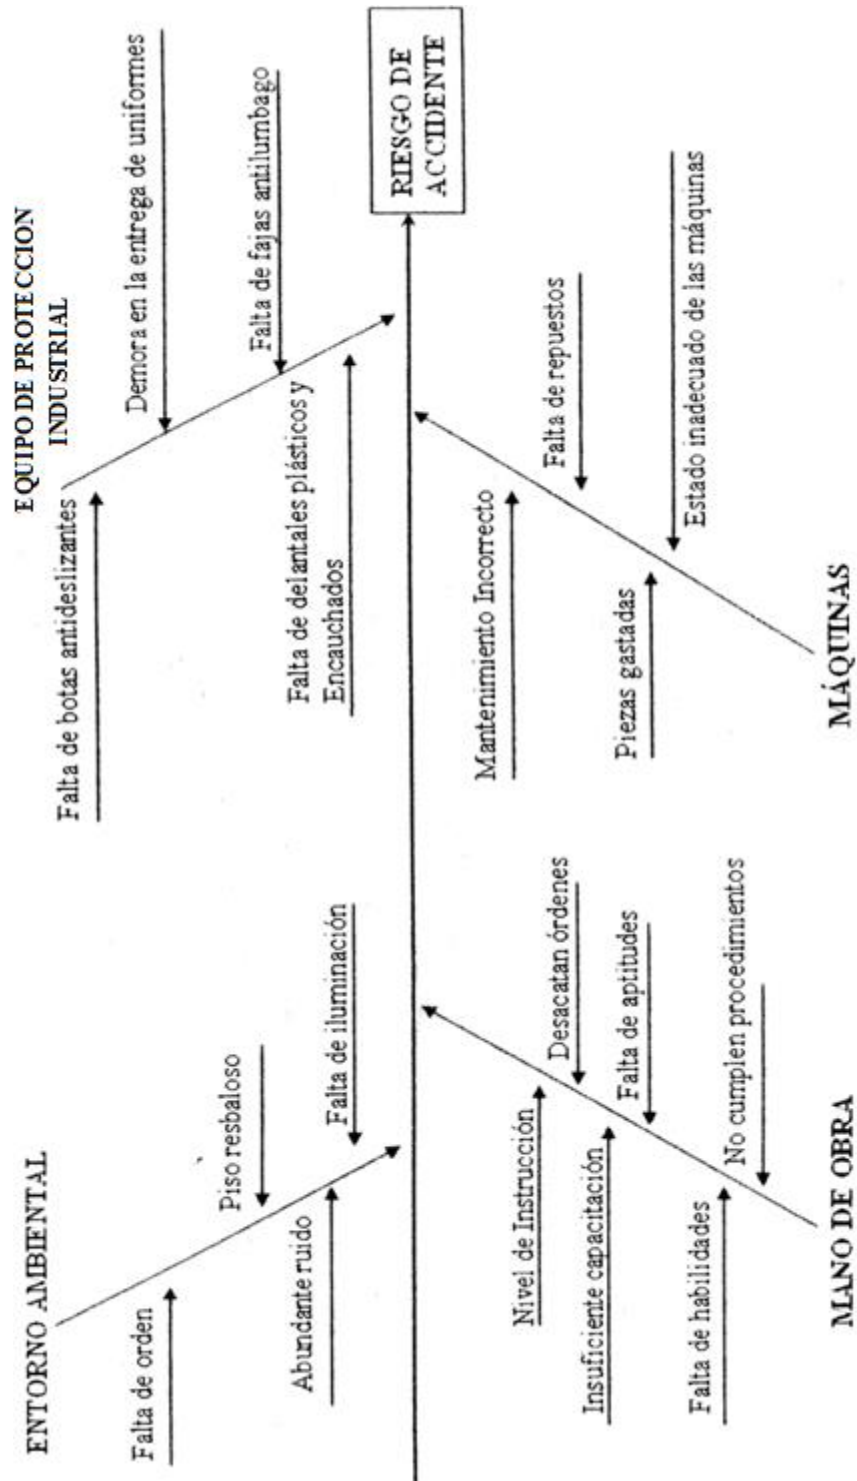 ENTORNO AMBIENTAL
Falta de orden
Piso resbaloso
Abundante ruido
Falta de iluminación
EQUIPO DE PROTECCION
INDUSTRIAL
Falta de botas antideslizantes
Demora en la entrega de uniformes
Falta de fajas antilumbago
Falta de delantales plásticos y
Encauchados
RIESGO DE
ACCIDENTE
Nivel de Instrucción
Desacatan órdenes
Insuficiente capacitación
Falta de aptitudes
Falta de habilidades
No cumplen procedimientos
MANO DE OBRA
Mantenimiento Incorrecto
Falta de repuestos
Piezas gastadas
Estado inadecuado de las máquinas
MÁQUINAS